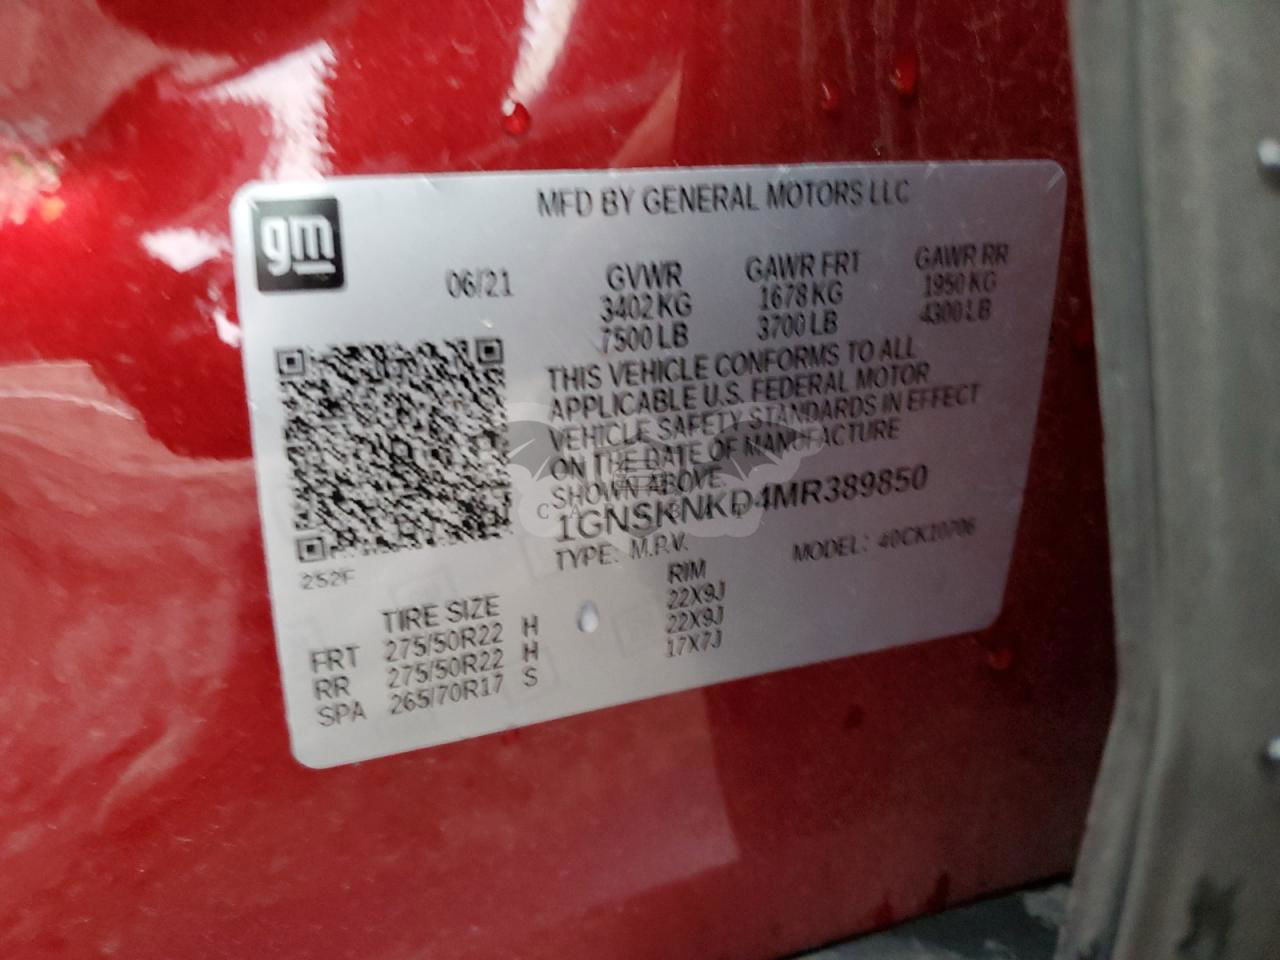 gm
MFD BY GENERAL MOTORS LLC
06/21 GVWR GAWR FRT GAWR RR
3402 KG 1678 KG 1950 KG
7500 LB 3700 LB 4300 LB
THIS VEHICLE CONFORMS TO ALL
APPLICABLE U.S. FEDERAL MOTOR
VEHICLE SAFETY STANDARDS IN EFFECT
ON THE DATE OF MANUFACTURE
SHOWN ABOVE.
1GNSKNKD4MR389850
TYPE: M.P.V. MODEL: 40CK10706
252F
TIRE SIZE RIM
FRT 275/50R22 H 22X9J
RR 275/50R22 H 22X9J
SPA 265/70R17 S 17X7J